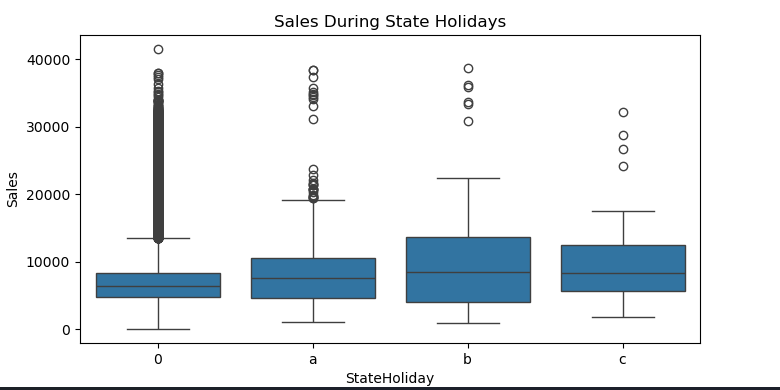 Sales During State Holidays
40000
30000
20000
10000
0
Sales
0 a b c
StateHoliday